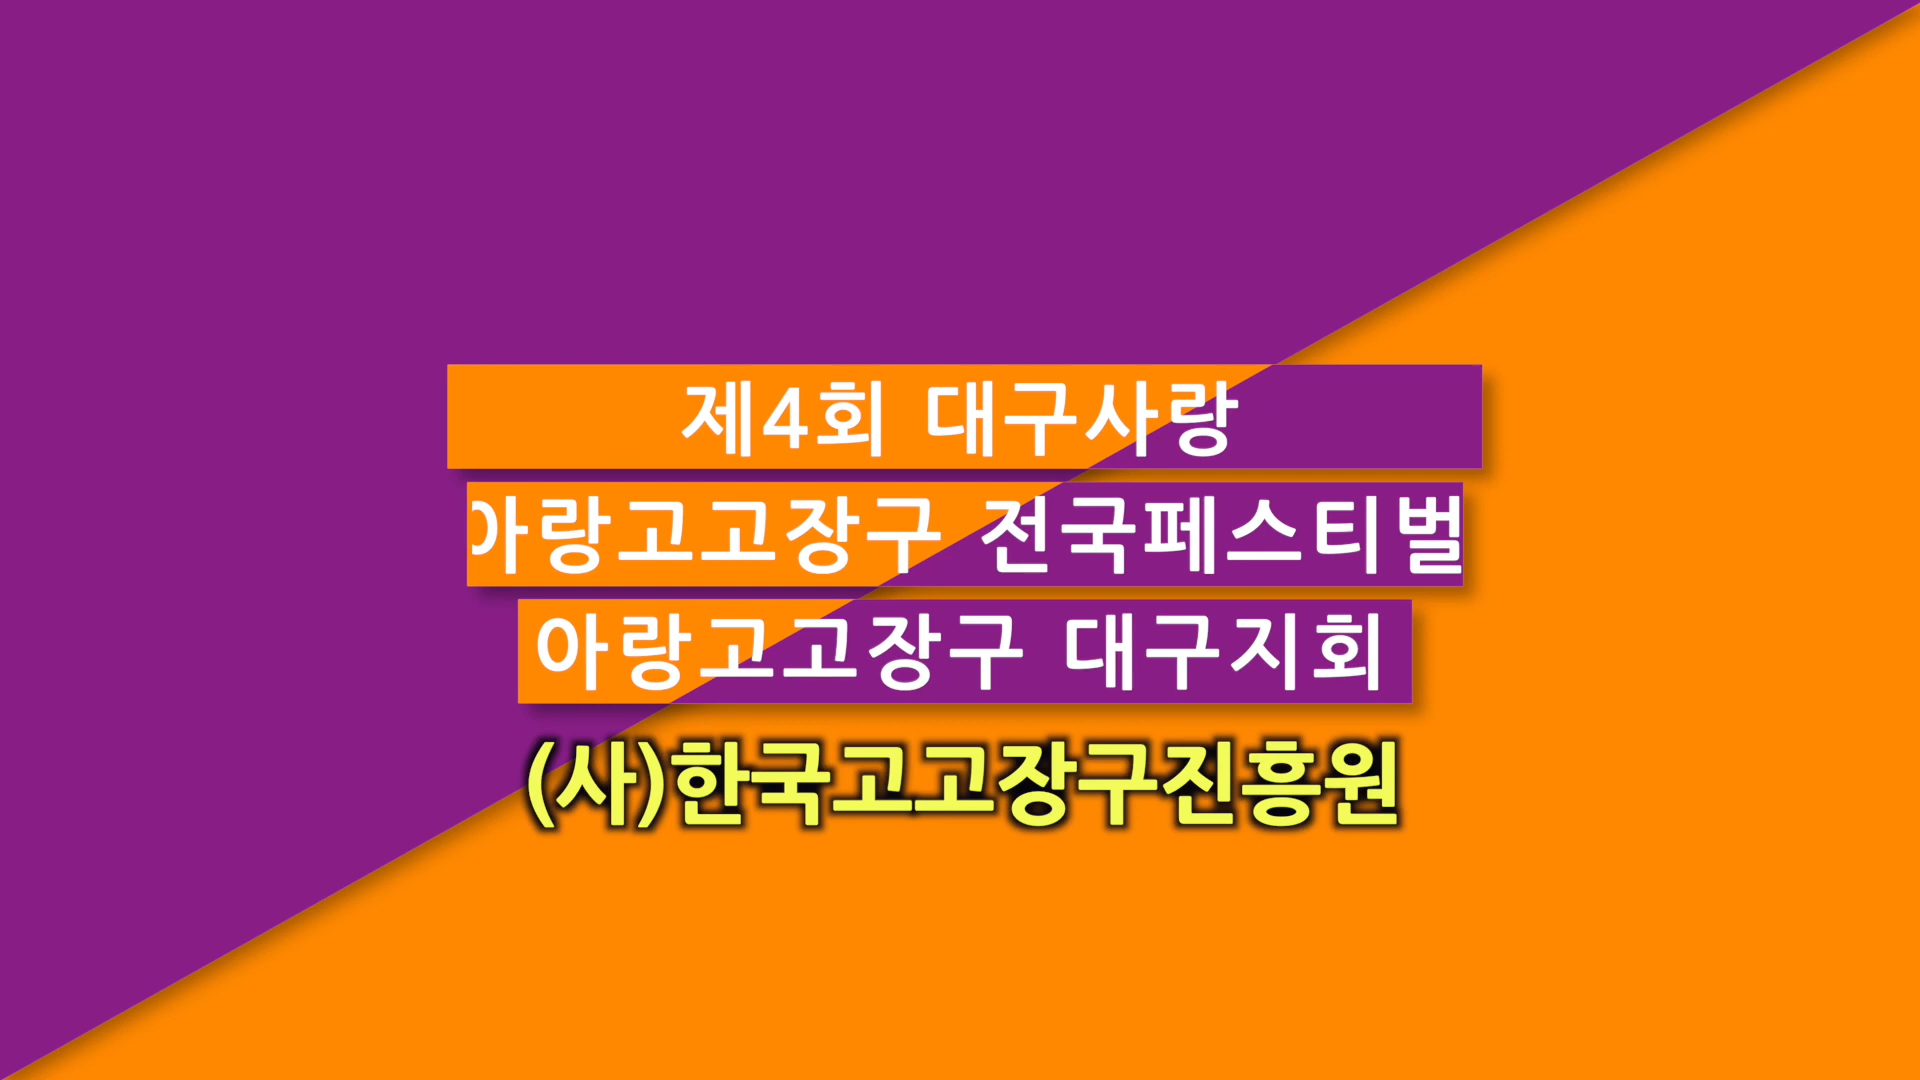 제4회 대구사랑
아랑고고장구 전국페스티벌
아랑고고장구 대구지회
(사)한국고고장구진흥원